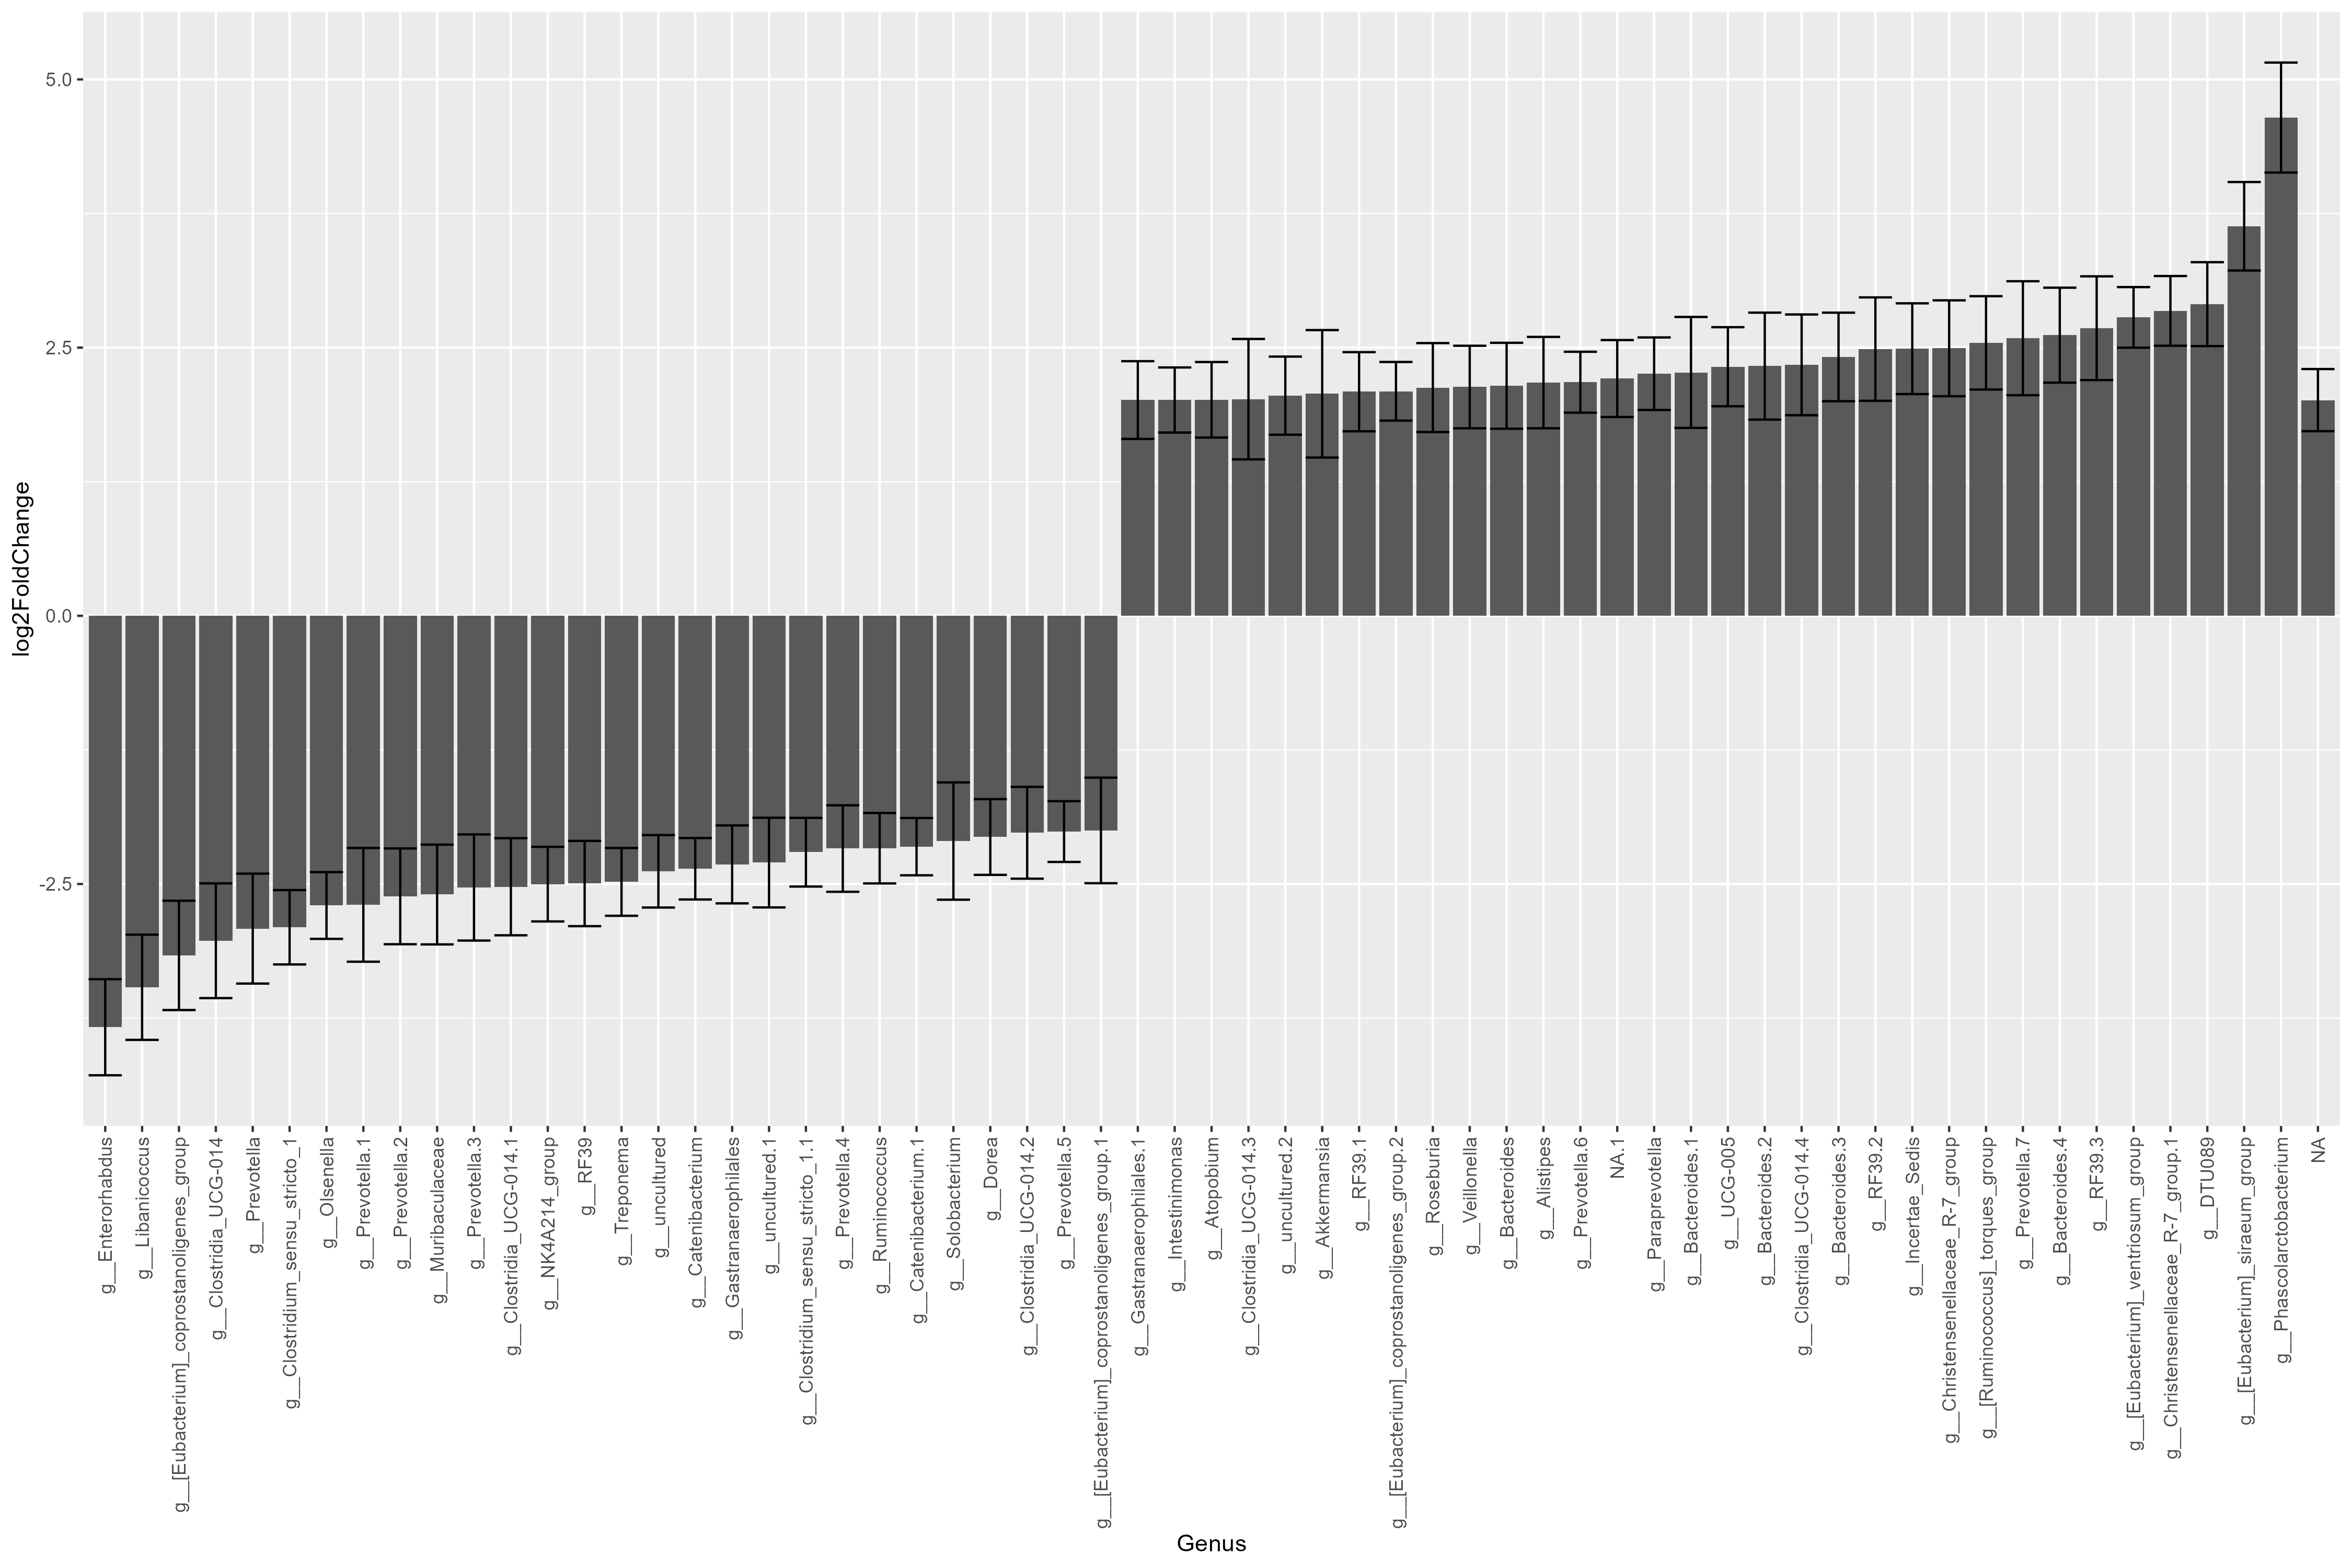 log2FoldChange
5.0
2.5
0.0
-2.5
g__Enterorhabdus
g__Libanicoccus
g__[Eubacterium]_coprostanoligenes_group
g__Clostridia_UCG-014
g__Prevotella
g__Clostridium_sensu_stricto_1
g__Olsenella
g__Prevotella.1
g__Prevotella.2
g__Muribaculaceae
g__Prevotella.3
g__Clostridia_UCG-014.1
g__NK4A214_group
g__RF39
g__Treponema
g__uncultured
g__Catenibacterium
g__Gastranaerophilales
g__uncultured.1
g__Clostridium_sensu_stricto_1.1
g__Prevotella.4
g__Ruminococcus
g__Catenibacterium.1
g__Solobacterium
g__Dorea
g__Clostridia_UCG-014.2
g__Prevotella.5
g__[Eubacterium]_coprostanoligenes_group.1
g__Gastranaerophilales.1
g__Intestinimonas
g__Atopobium
g__Clostridia_UCG-014.3
g__uncultured.2
g__Akkermansia
g__RF39.1
g__[Eubacterium]_coprostanoligenes_group.2
g__Roseburia
g__Veillonella
g__Bacteroides
g__Alistipes
g__Prevotella.6
NA.1
g__Paraprevotella
g__Bacteroides.1
g__UCG-005
g__Bacteroides.2
g__Clostridia_UCG-014.4
g__Bacteroides.3
g__RF39.2
g__Incertae_Sedis
g__Christensenellaceae_R-7_group
g__[Ruminococcus]_torques_group
g__Prevotella.7
g__Bacteroides.4
g__RF39.3
g__[Eubacterium]_ventriosum_group
g__Christensenellaceae_R-7_group.1
g__DTU089
g__[Eubacterium]_siraeum_group
g__Phascolarctobacterium
NA
Genus